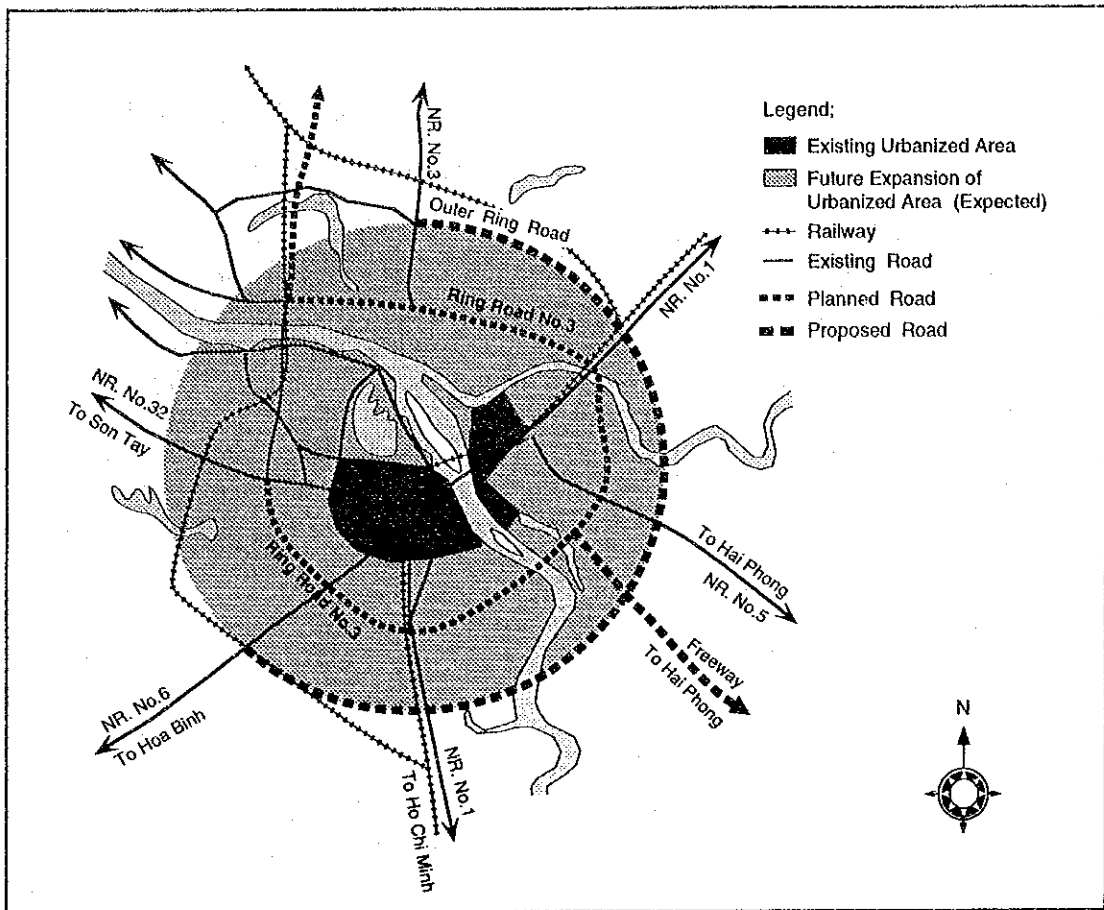 Legend;
Existing Urbanized Area
Future Expansion of
Urbanized Area (Expected)
Railway
Existing Road
Planned Road
Proposed Road
NR. No.3
Outer Ring Road
NR. No.1
Ring Road No.3
NR. No.32
To Son Tay
Ring Road No.3
To Hai Phong
NR. No.5
Freeway
To Hai Phong
NR. No.6
To Hoa Binh
NR. No.1
To Ho Chi Minh
N